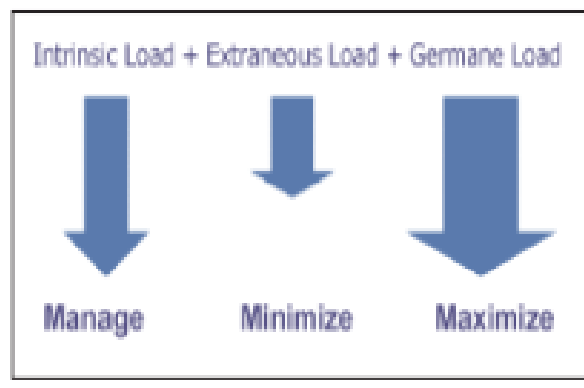 Intrinsic Load + Extraneous Load + Germane Load
Manage Minimize Maximize